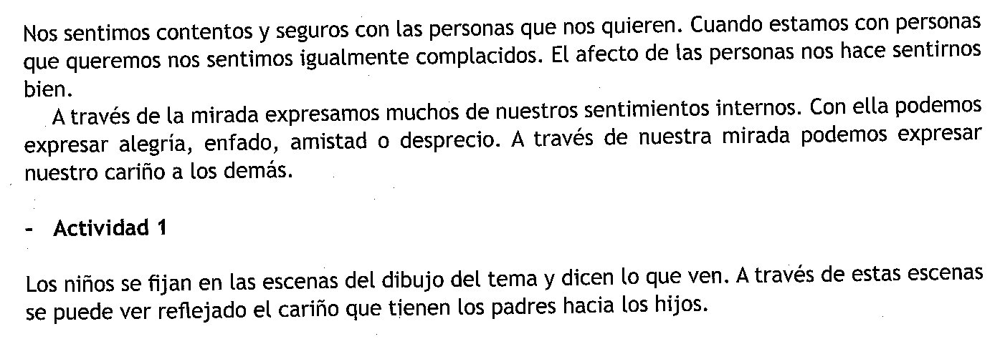 Nos sentimos contentos y seguros con las personas que nos quieren. Cuando estamos con personas
que queremos nos sentimos igualmente complacidos. El afecto de las personas nos hace sentirnos
bien.
A través de la mirada expresamos muchos de nuestros sentimientos internos. Con ella podemos
expresar alegría, enfado, amistad o desprecio. A través de nuestra mirada podemos expresar
nuestro cariño a los demás.
- Actividad 1
Los niños se fijan en las escenas del dibujo del tema y dicen lo que ven. A través de estas escenas
se puede ver reflejado el cariño que tienen los padres hacia los hijos.